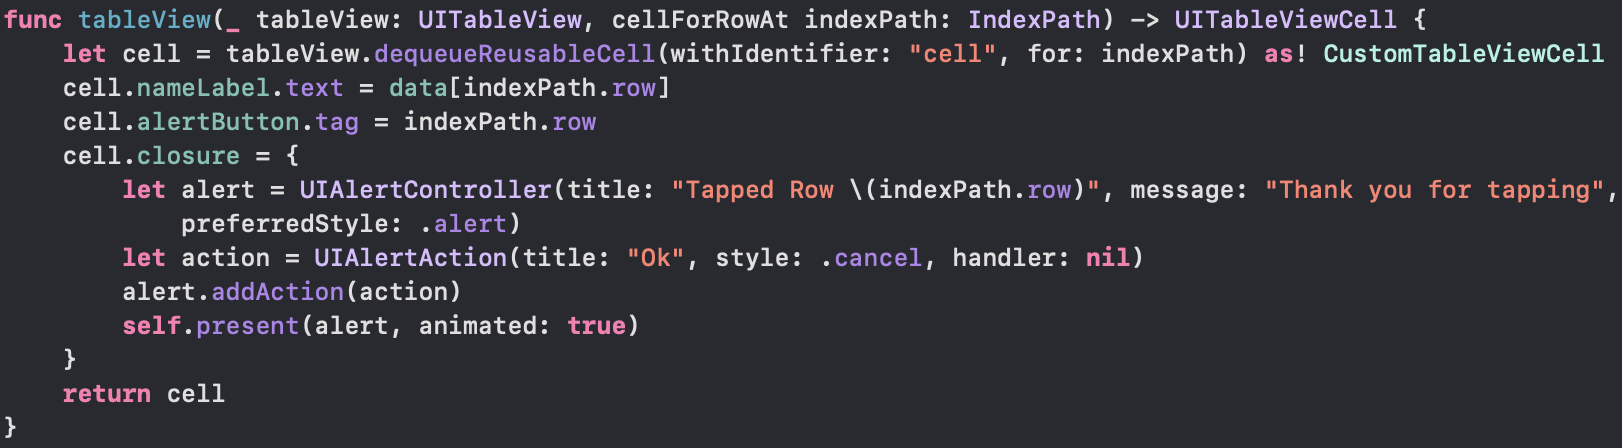 func tableView(_ tableView: UITableView, cellForRowAt indexPath: IndexPath) -> UITableViewCell {
    let cell = tableView.dequeueReusableCell(withIdentifier: "cell", for: indexPath) as! CustomTableViewCell
    cell.nameLabel.text = data[indexPath.row]
    cell.alertButton.tag = indexPath.row
    cell.closure = {
        let alert = UIAlertController(title: "Tapped Row \(indexPath.row)", message: "Thank you for tapping",
            preferredStyle: .alert)
        let action = UIAlertAction(title: "Ok", style: .cancel, handler: nil)
        alert.addAction(action)
        self.present(alert, animated: true)
    }
    return cell
}